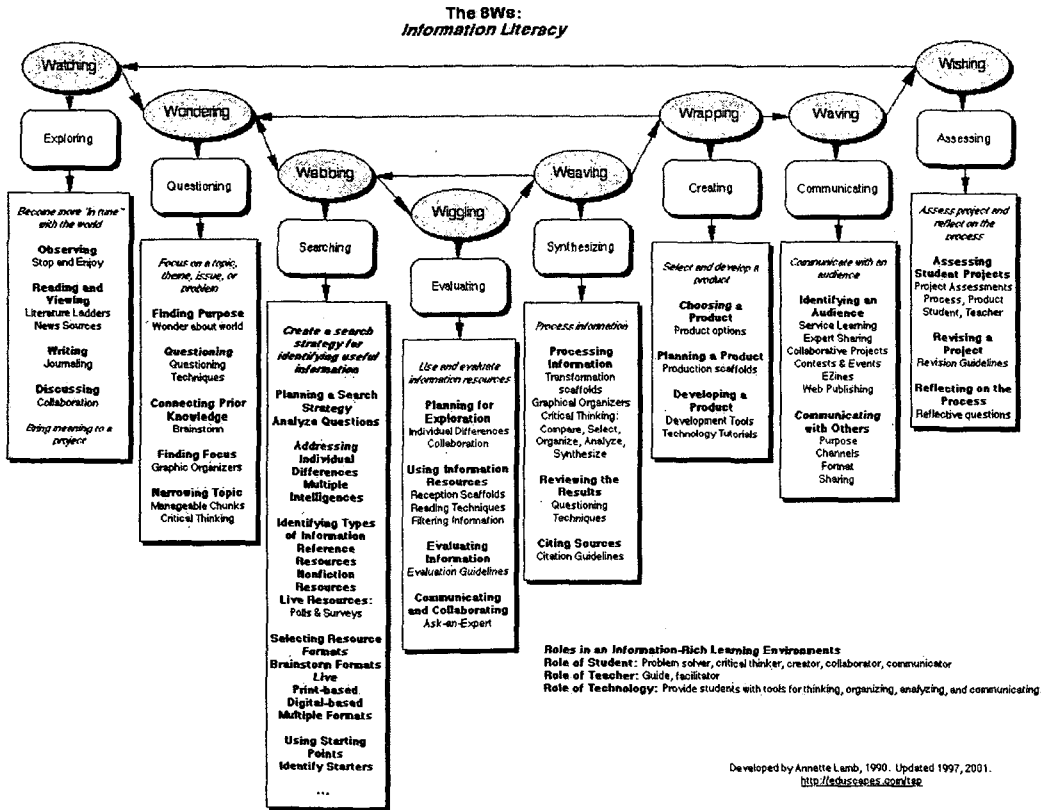 The 8Ws:
Information Literacy
Watching
Exploring
Become more "in tune"
with the world
Observing
Stop and Enjoy
Reading and
Viewing
Literature Ladders
News Sources
Writing
Journaling
Discussing
Collaboration
Bring meaning to a
project
Wondering
Questioning
Focus on a topic,
theme, issue, or
problem
Finding Purpose
Wonder about world
Questioning
Questioning
Techniques
Connecting Prior
Knowledge
Brainstorm
Finding Focus
Graphic Organizers
Narrowing Topic
Manageable Chunks
Critical Thinking
Webbing
Searching
Create a search
strategy for
identifying useful
information
Planning a Search
Strategy
Analyze Questions
Addressing
Individual
Differences
Multiple
Intelligences
Identifying Types
of Information
Reference
Resources
Nonfiction
Resources
Live Resources:
Polls & Surveys
Selecting Resource
Formats
Brainstorm Formats
Live
Print-based
Digital-based
Multiple Formats
Using Starting
Points
Identify Starters
...
Wiggling
Evaluating
Use and evaluate
information resources
Planning for
Exploration
Individual Differences
Collaboration
Using Information
Resources
Reception Scaffolds
Reading Techniques
Filtering Information
Evaluating
Information
Evaluation Guidelines
Communicating
and Collaborating
Ask-an-Expert
Weaving
Synthesizing
Process information
Processing
Information
Transformation
scaffolds
Graphical Organizers
Critical Thinking:
Compare, Select,
Organize, Analyze,
Synthesize
Reviewing the
Results
Questioning
Techniques
Citing Sources
Citation Guidelines
Wrapping
Creating
Select and develop a
product
Choosing a
Product
Product options
Planning a Product
Production scaffolds
Developing a
Product
Development Tools
Technology Tutorials
Waving
Communicating
Communicate with an
audience
Identifying an
Audience
Service Learning
Expert Sharing
Collaborative Projects
Contests & Events
EZines
Web Publishing
Communicating
with Others
Purpose
Channels
Format
Sharing
Wishing
Assessing
Assess project and
reflect on the
process
Assessing
Student Projects
Project Assessments
Process, Product
Student, Teacher
Revising a
Project
Revision Guidelines
Reflecting on the
Process
Reflective questions
Roles in an Information-Rich Learning Environments
Role of Student: Problem solver, critical thinker, creator, collaborator, communicator
Role of Teacher: Guide, facilitator
Role of Technology: Provide students with tools for thinking, organizing, analyzing, and communicating
Developed by Annette Lamb, 1990. Updated 1997, 2001.
http://eduscapes.com/tap